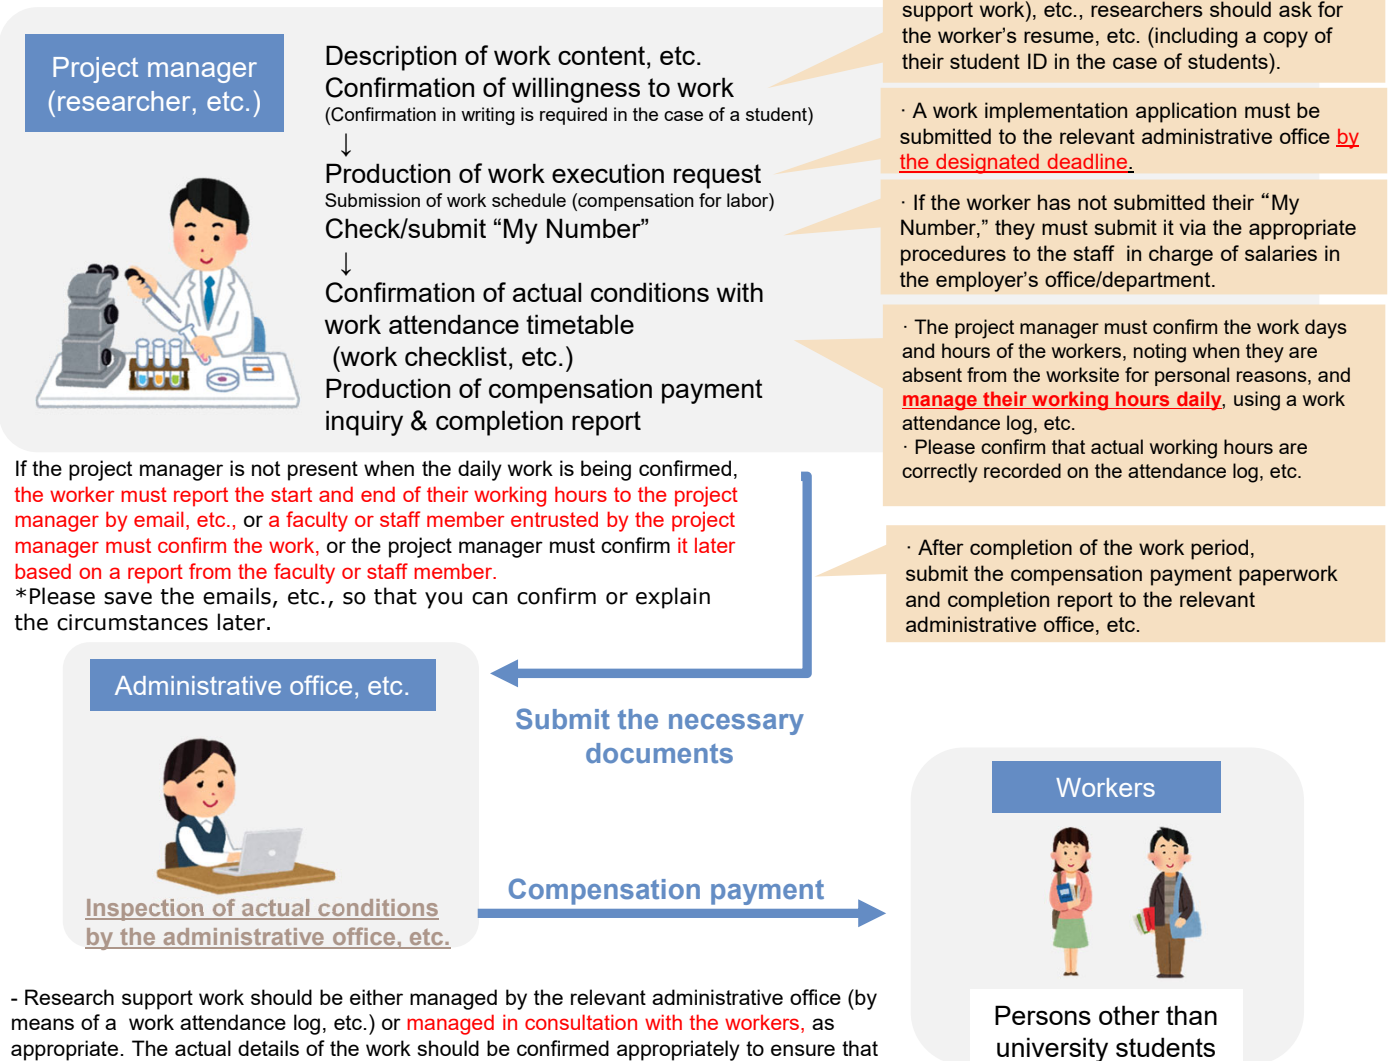 Project manager
(researcher, etc.)
Description of work content, etc.
Confirmation of willingness to work
(Confirmation in writing is required in the case of a student)
↓
Production of work execution request
Submission of work schedule (compensation for labor)
Check/submit “My Number”
↓
Confirmation of actual conditions with
work attendance timetable
(work checklist, etc.)
Production of compensation payment
inquiry & completion report
support work), etc., researchers should ask for
the worker’s resume, etc. (including a copy of
their student ID in the case of students).
· A work implementation application must be
submitted to the relevant administrative office by
the designated deadline.
· If the worker has not submitted their “My
Number,” they must submit it via the appropriate
procedures to the staff in charge of salaries in
the employer’s office/department.
· The project manager must confirm the work days
and hours of the workers, noting when they are
absent from the worksite for personal reasons, and
manage their working hours daily, using a work
attendance log, etc.
· Please confirm that actual working hours are
correctly recorded on the attendance log, etc.
If the project manager is not present when the daily work is being confirmed,
the worker must report the start and end of their working hours to the project
manager by email, etc., or a faculty or staff member entrusted by the project
manager must confirm the work, or the project manager must confirm it later
based on a report from the faculty or staff member.
*Please save the emails, etc., so that you can confirm or explain
the circumstances later.
· After completion of the work period,
submit the compensation payment paperwork
and completion report to the relevant
administrative office, etc.
Administrative office, etc.
Submit the necessary
documents
Workers
Compensation payment
Inspection of actual conditions
by the administrative office, etc.
Persons other than
university students
- Research support work should be either managed by the relevant administrative office (by
means of a work attendance log, etc.) or managed in consultation with the workers, as
appropriate. The actual details of the work should be confirmed appropriately to ensure that